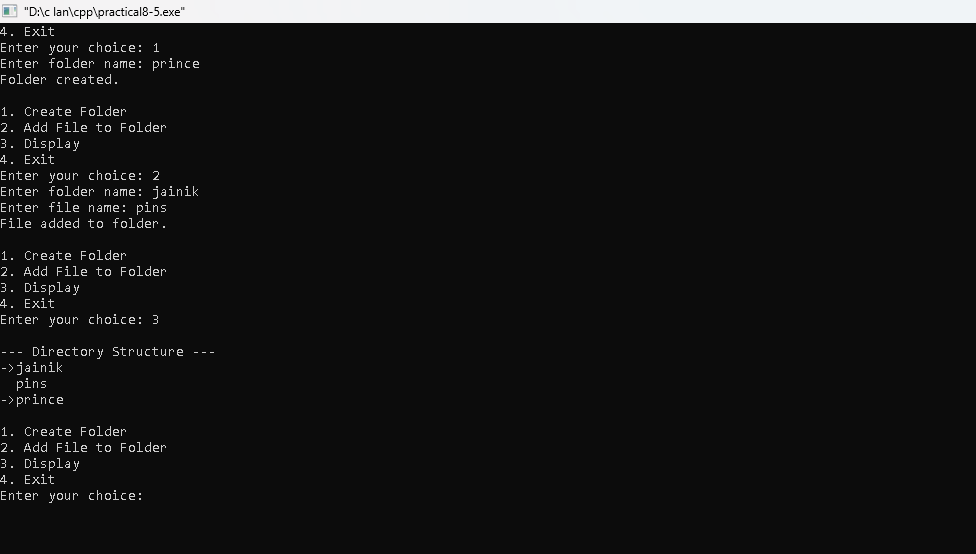 "D:\c lan\cpp\practical8-5.exe"
4. Exit
Enter your choice: 1
Enter folder name: prince
Folder created.
1. Create Folder
2. Add File to Folder
3. Display
4. Exit
Enter your choice: 2
Enter folder name: jainik
Enter file name: pins
File added to folder.
1. Create Folder
2. Add File to Folder
3. Display
4. Exit
Enter your choice: 3
--- Directory Structure ---
->jainik
  pins
->prince
1. Create Folder
2. Add File to Folder
3. Display
4. Exit
Enter your choice: